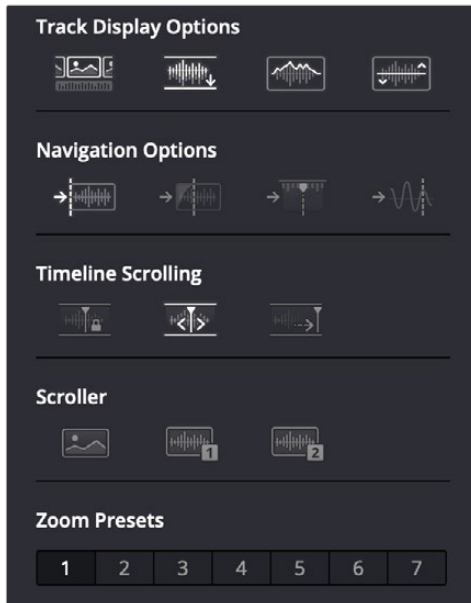 Track Display Options
Navigation Options
Timeline Scrolling
Scroller
1 2
Zoom Presets
1 2 3 4 5 6 7